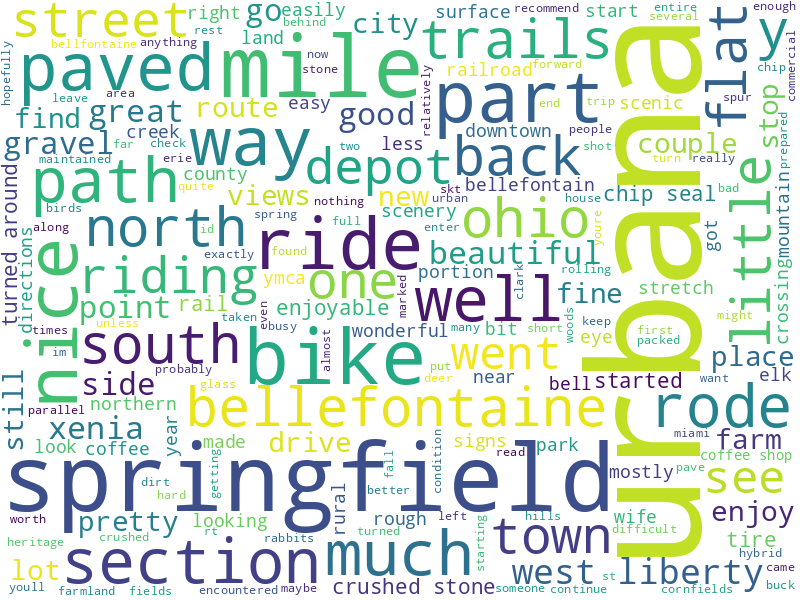 street
right
go
easily
behind
city
surface
recommend
start
entire
several
enough
y
bellfontaine
rest
anything
now
land
trails
hopefully
paved
mile
stone
forward
part
flat
chip
commercial
leave
area
railroad
easy
route
relatively
end
trip
scenic
spur
find
great
good
way
downtown
people
shot
urbana
couple
stop
gravel
creek
far
check
less
turn
really
prepared
maintained
erie
two
depot
back
path
county
quite
views
new
skt
urban
bellefontain
house
chip seal
bad
little
mountain
turned around
birds
nothing
along
spring
full
scenery
enter
ohio
youre
got
north
ride
id
exactly
found
beautiful
portion
clark
rolling
stretch
crossing
directions
nice
riding
one
well
fine
point
rail
ymca
enjoyable
even
marked
many
bit
short
woods
keep
first
might
times
unless
taken
busy
almost
wonderful
eye
packed
im
south
bike
put
went
place
still
probably
deer
near
bell
started
want
elk
parallel
side
glass
northern
bellefontaine
rode
xenia
year
look
coffee
made
drive
signs
park
miami
farm
read
coffee shop
getting
condition
fall
pave
see
dirt
hard
better
mostly
springfield
worth
pretty
looking
rural
rough
left
hills
wife
enjoy
heritage
crushed
rt
turned
starting
difficult
tire
section
rabbits
much
town
hybrid
lot
maybe
west liberty
came
youll
farmland
fields
encountered
crushed stone
someone
continue
st
cornfields
buck